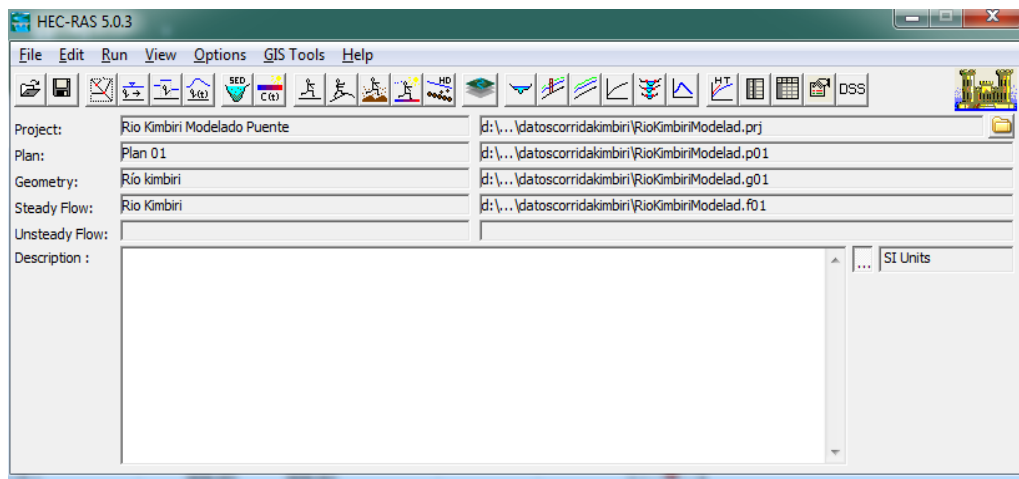 HEC-RAS 5.0.3
File Edit Run View Options GIS Tools Help
SED C(t) HD HT DSS
Project: Rio Kimbiri Modelado Puente d:\...\datoscorridakimbiri\RioKimbiriModelad.prj
Plan: Plan 01 d:\...\datoscorridakimbiri\RioKimbiriModelad.p01
Geometry: Río kimbiri d:\...\datoscorridakimbiri\RioKimbiriModelad.g01
Steady Flow: Rio Kimbiri d:\...\datoscorridakimbiri\RioKimbiriModelad.f01
Unsteady Flow:
Description : ... SI Units